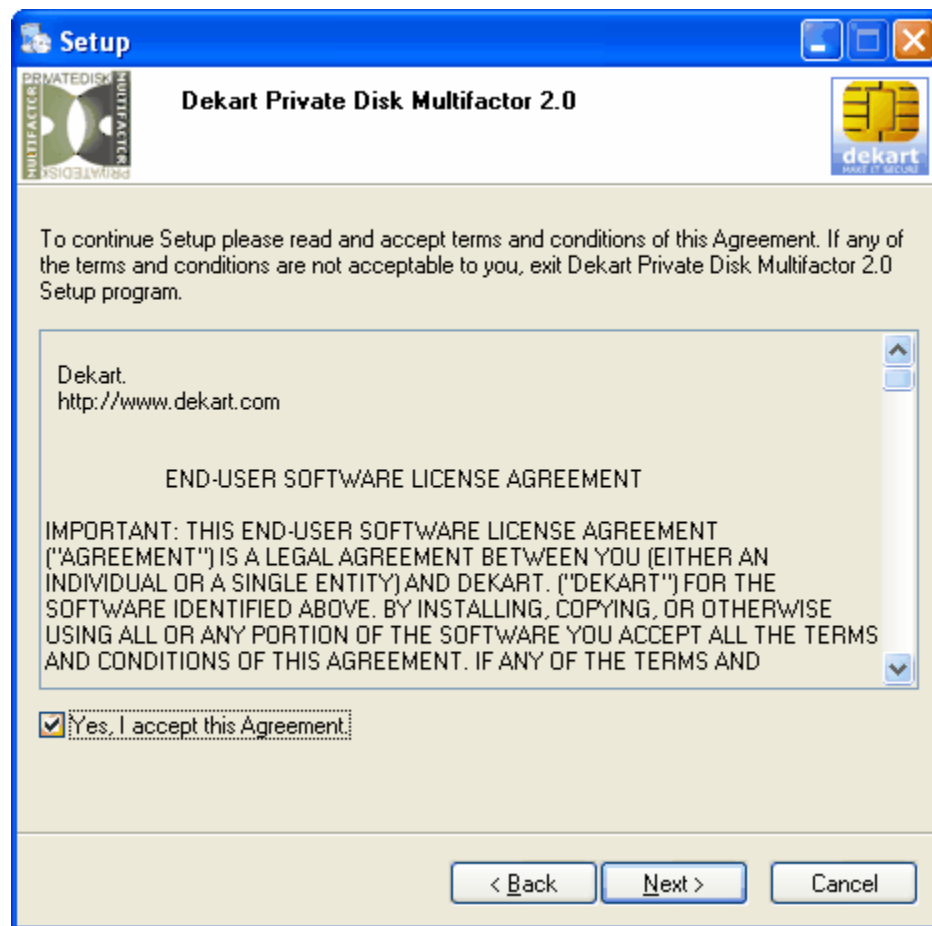 Setup
PRIVATEDISK
MULTIFACTOR
MULTIFACTOR
PRIVATEDISK
Dekart Private Disk Multifactor 2.0
dekart
MAKE IT SECURE
To continue Setup please read and accept terms and conditions of this Agreement. If any of
the terms and conditions are not acceptable to you, exit Dekart Private Disk Multifactor 2.0
Setup program.
Dekart.
http://www.dekart.com
END-USER SOFTWARE LICENSE AGREEMENT
IMPORTANT: THIS END-USER SOFTWARE LICENSE AGREEMENT
("AGREEMENT") IS A LEGAL AGREEMENT BETWEEN YOU (EITHER AN
INDIVIDUAL OR A SINGLE ENTITY) AND DEKART. ("DEKART") FOR THE
SOFTWARE IDENTIFIED ABOVE. BY INSTALLING, COPYING, OR OTHERWISE
USING ALL OR ANY PORTION OF THE SOFTWARE YOU ACCEPT ALL THE TERMS
AND CONDITIONS OF THIS AGREEMENT. IF ANY OF THE TERMS AND
Yes, I accept this Agreement.
< Back
Next >
Cancel